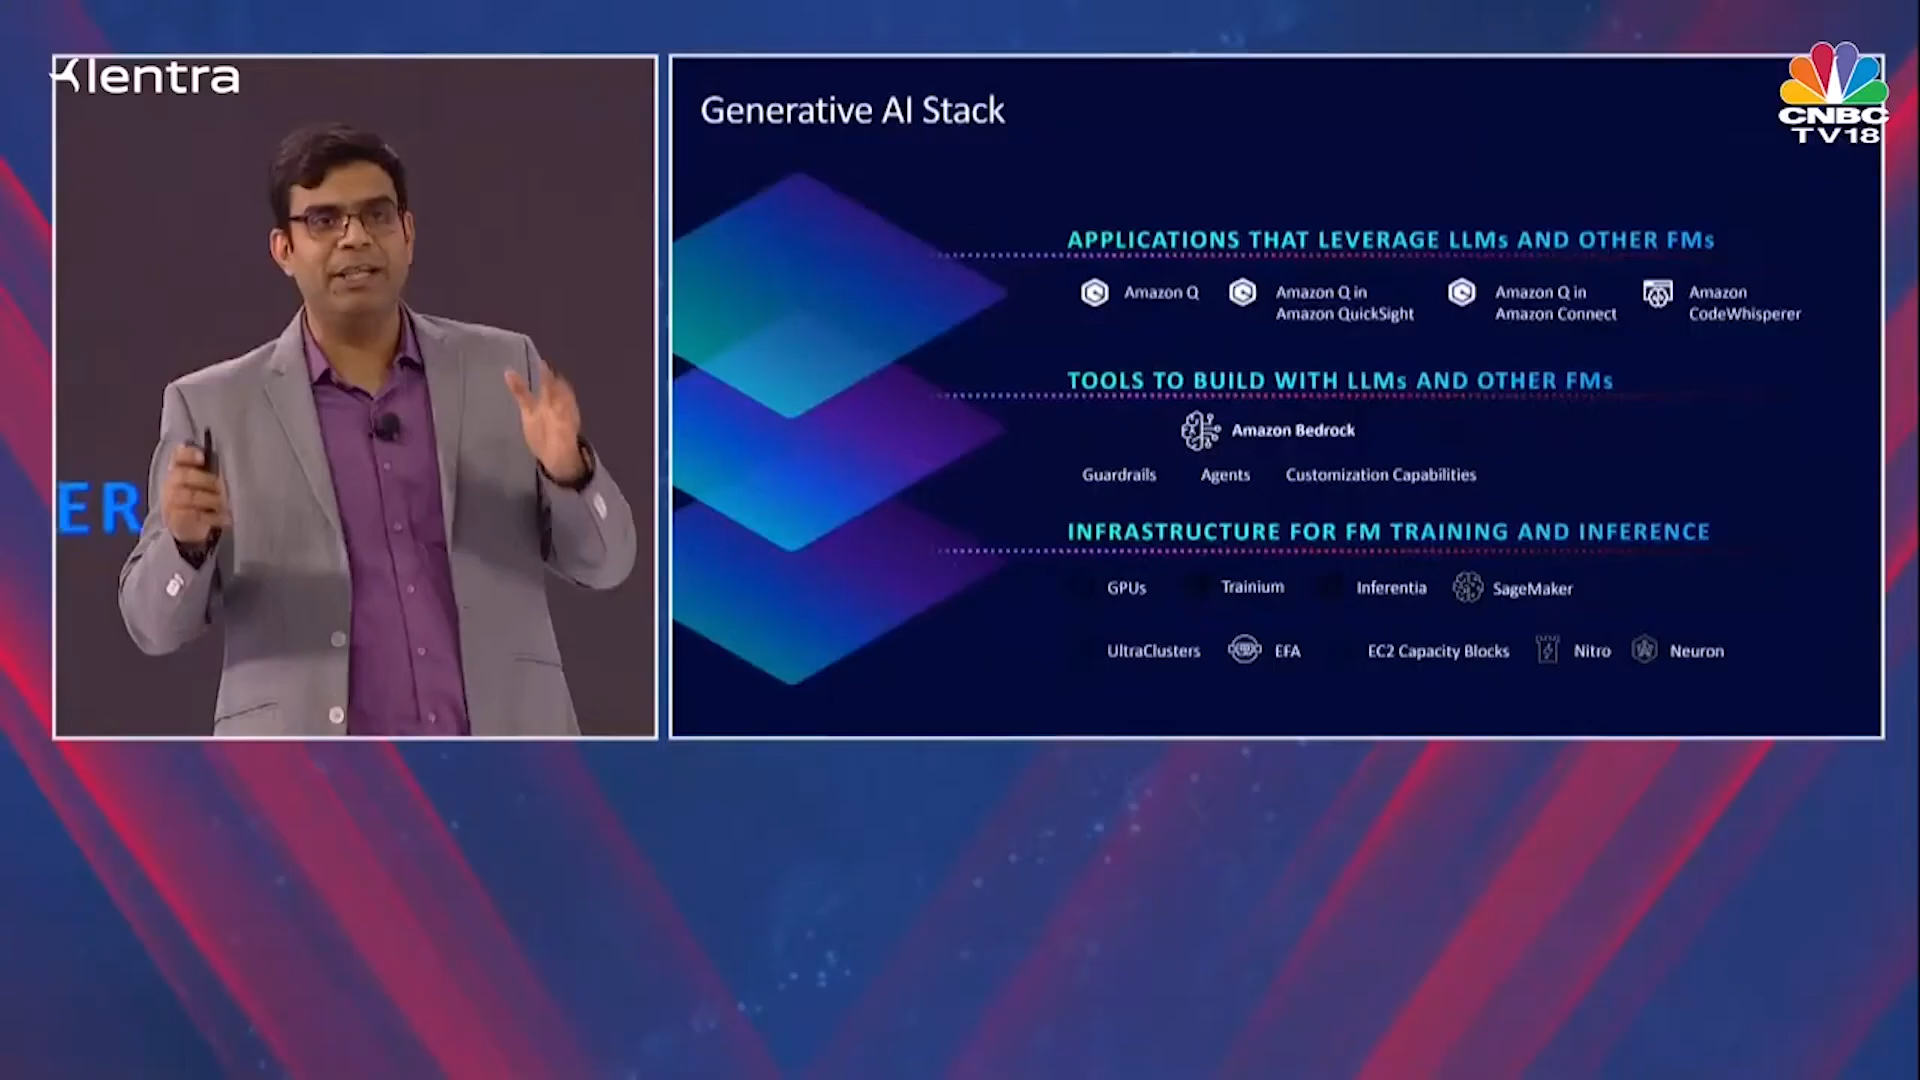 lentra
ER
Generative AI Stack
CNBC
TV18
APPLICATIONS THAT LEVERAGE LLMs AND OTHER FMs
Amazon Q
Amazon Q in
Amazon QuickSight
Amazon Q in
Amazon Connect
Amazon
CodeWhisperer
TOOLS TO BUILD WITH LLMs AND OTHER FMs
Amazon Bedrock
Guardrails Agents Customization Capabilities
INFRASTRUCTURE FOR FM TRAINING AND INFERENCE
GPUs Trainium Inferentia SageMaker
UltraClusters EFA EC2 Capacity Blocks Nitro Neuron